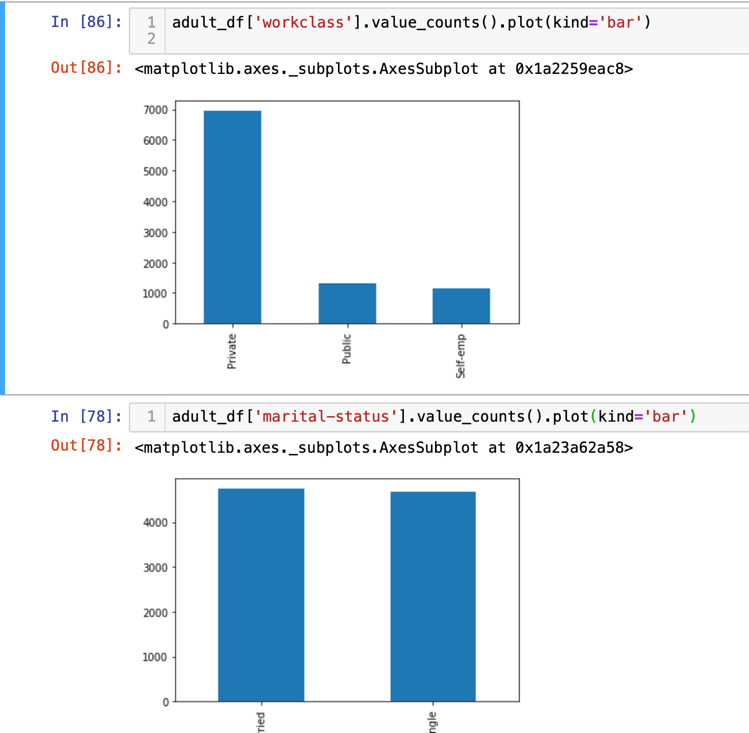 In [86]: 1 adult_df['workclass'].value_counts().plot(kind='bar')
2
Out[86]: <matplotlib.axes._subplots.AxesSubplot at 0x1a2259eac8>
7000
6000
5000
4000
3000
2000
1000
0
Private Public Self-emp
In [78]: 1 adult_df['marital-status'].value_counts().plot(kind='bar')
Out[78]: <matplotlib.axes._subplots.AxesSubplot at 0x1a23a62a58>
4000
3000
2000
1000
0
rried ngle